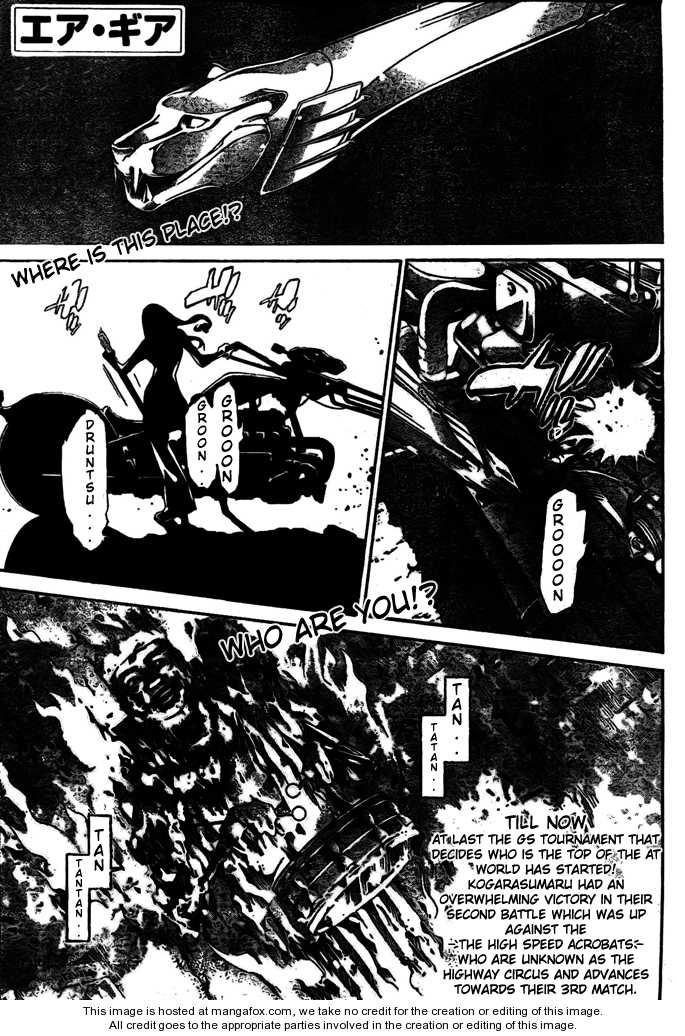 エア・ギア
WHERE IS THIS PLACE!?
DRUNTSU..
GROON
GROOON
GROOOON
WHO ARE YOU!?
TAN..
TATAN..
TAN
TANTAN.
TILL NOW
AT LAST THE GS TOURNAMENT THAT
DECIDES WHO IS THE TOP OF THE AT
WORLD HAS STARTED!
KOGARASUMARU HAD AN
OVERWHELMING VICTORY IN THEIR
SECOND BATTLE WHICH WAS UP
AGAINST THE
-THE HIGH SPEED ACROBATS-
WHO ARE UNKNOWN AS THE
HIGHWAY CIRCUS AND ADVANCES
TOWARDS THEIR 3RD MATCH.
This image is hosted at mangafox.com, we take no credit for the creation or editing of this image.
All credit goes to the appropriate parties involved in the creation or editing of this image.